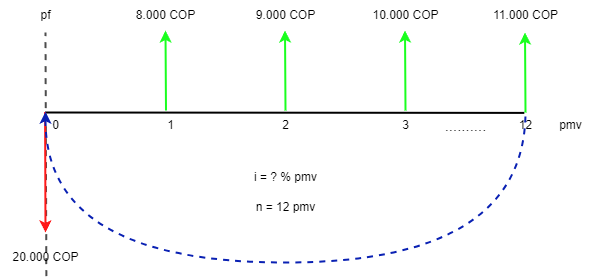 pf 8.000 COP 9.000 COP 10.000 COP 11.000 COP
0 1 2 3 .......... 12 pmv
i = ? % pmv
n = 12 pmv
20.000 COP